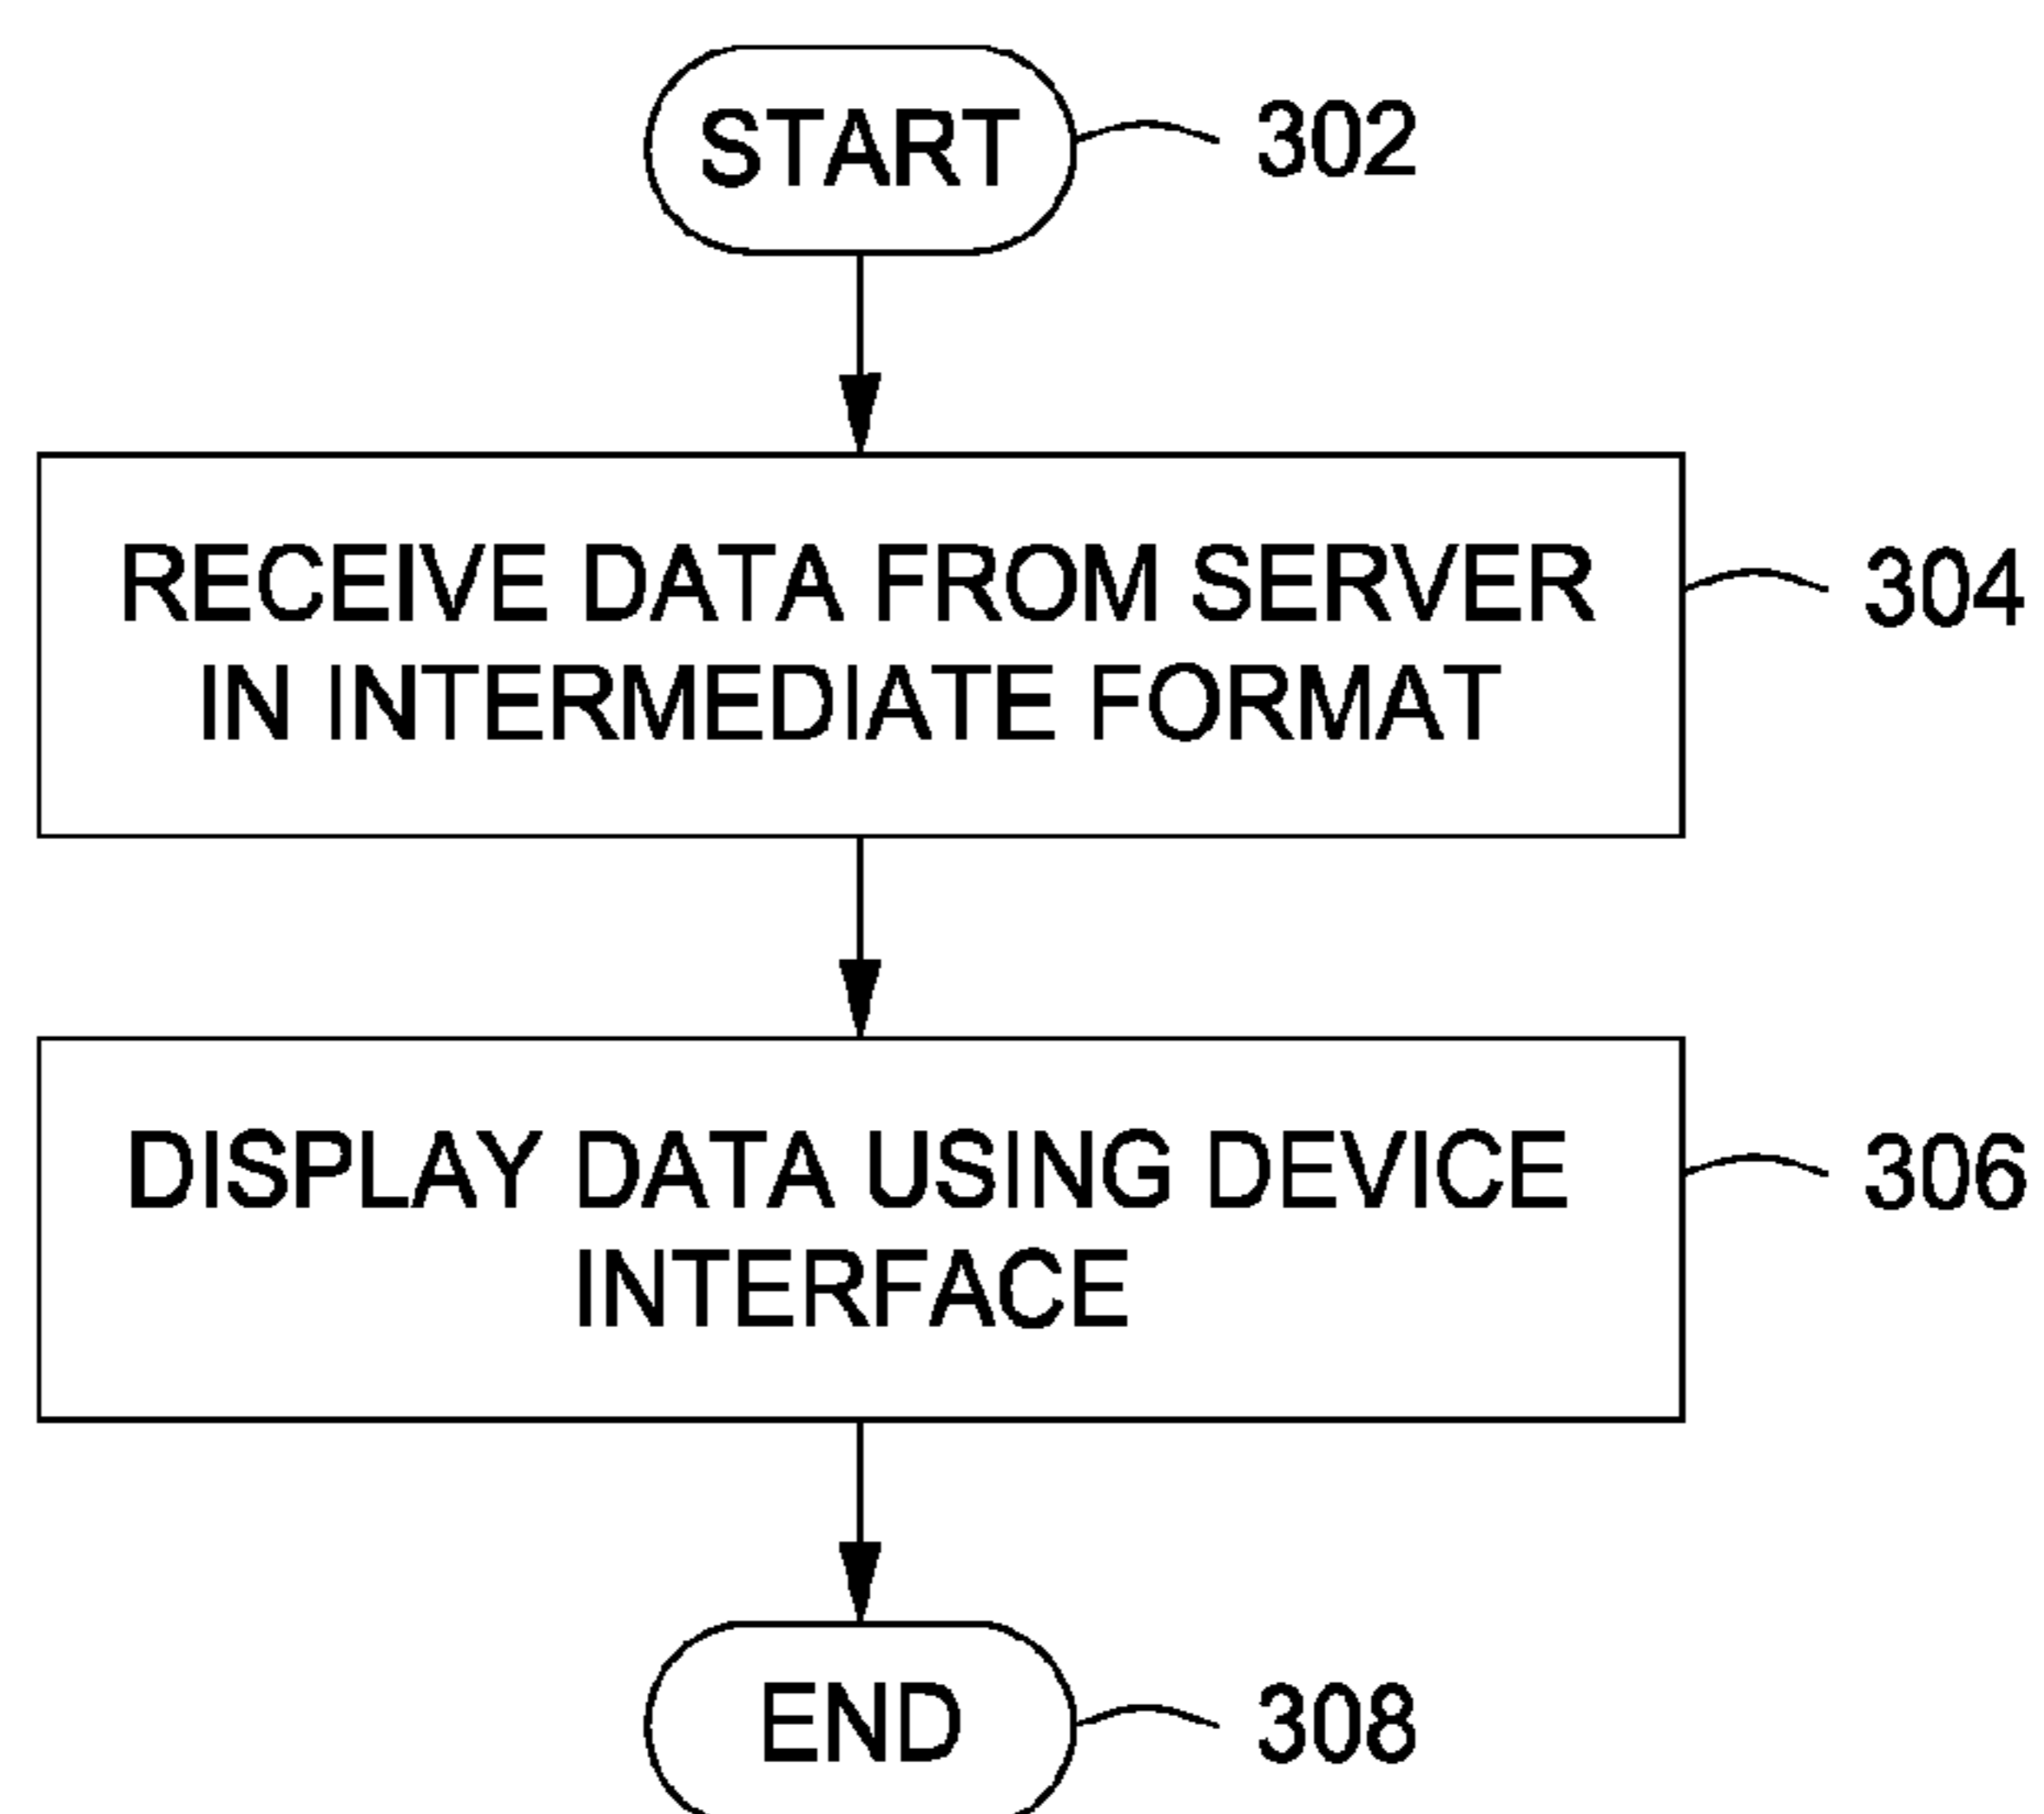 START 302
RECEIVE DATA FROM SERVER 304
IN INTERMEDIATE FORMAT
DISPLAY DATA USING DEVICE 306
INTERFACE
END 308